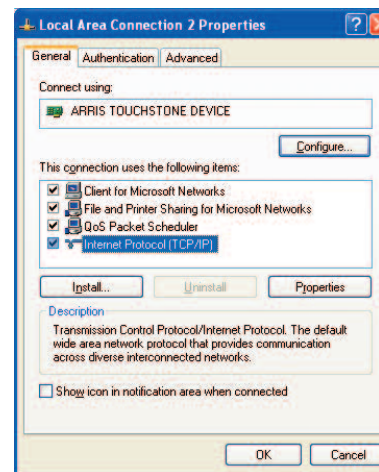 Local Area Connection 2 Properties
General Authentication Advanced
Connect using:
ARRIS TOUCHSTONE DEVICE
Configure...
This connection uses the following items:
Client for Microsoft Networks
File and Printer Sharing for Microsoft Networks
QoS Packet Scheduler
Internet Protocol (TCP/IP)
Install... Uninstall Properties
Description
Transmission Control Protocol/Internet Protocol. The default
wide area network protocol that provides communication
across diverse interconnected networks.
Show icon in notification area when connected
OK Cancel